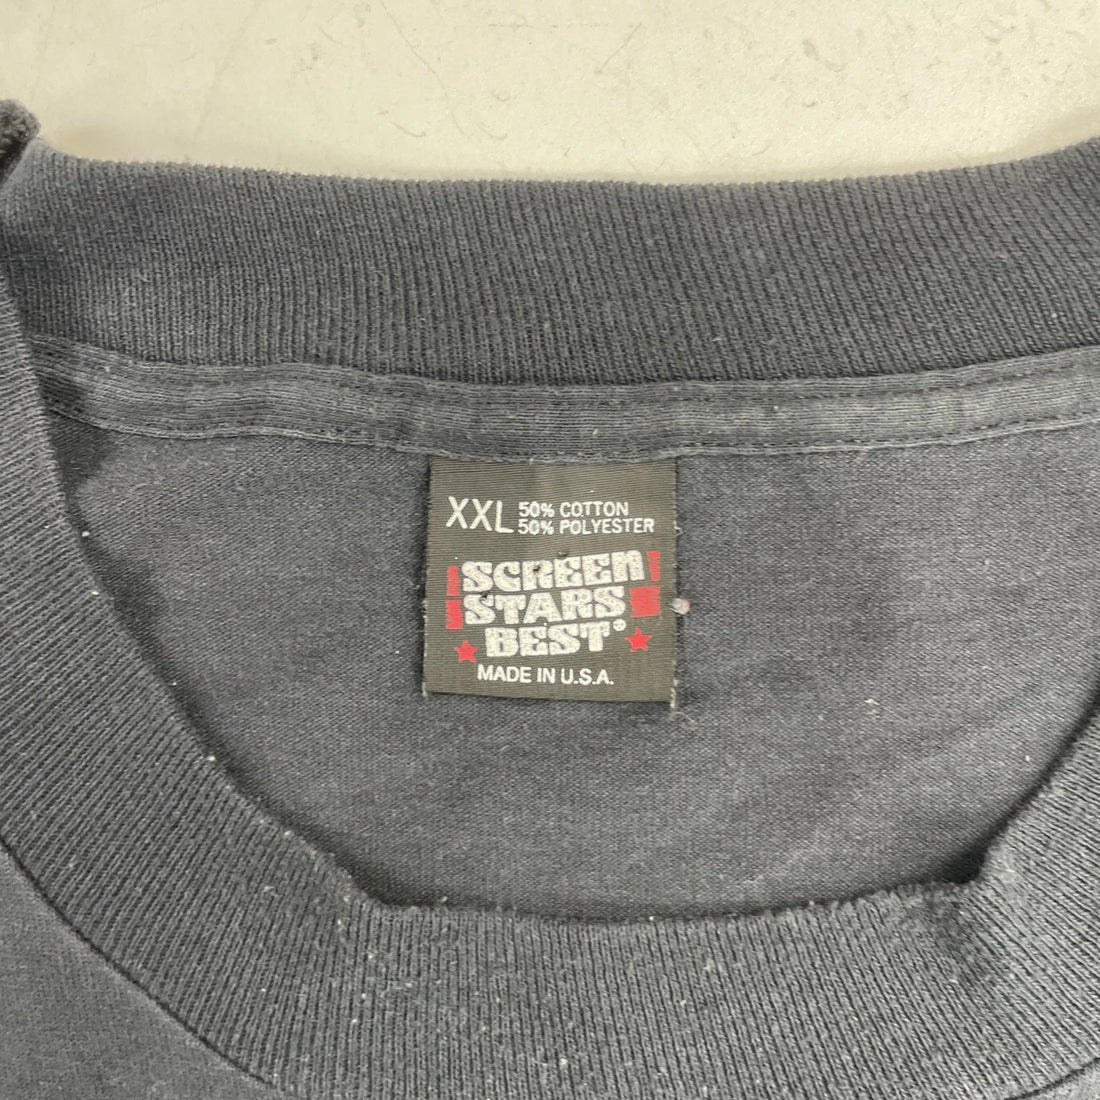 XXL 50% COTTON
50% POLYESTER
SCREEN
STARS
BEST®
MADE IN U.S.A.